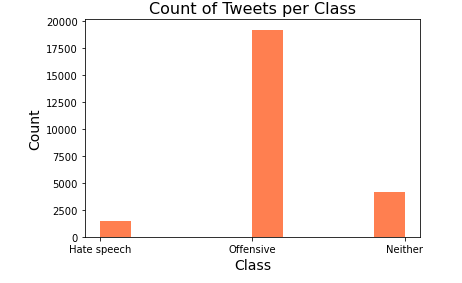 Count of Tweets per Class
20000
17500
15000
12500
10000
7500
5000
2500
0
Count
Hate speech Offensive Neither
Class